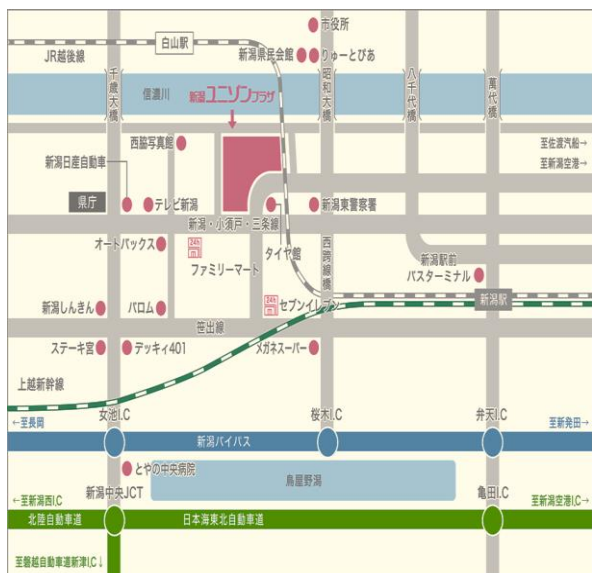 市役所
白山駅
JR越後線
新潟県民会館
りゅーとぴあ
千歳大橋
信濃川
新潟ユニゾンプラザ
昭和大橋
八千代橋
萬代橋
西脇写真館
至佐渡汽船→
至新潟空港→
新潟日産自動車
県庁
テレビ新潟
新潟・小須戸・三条線
新潟東警察署
オートバックス
24h
ファミリーマート
タイヤ館
西跨線橋
新潟駅前
バスターミナル
新潟しんきん
バロム
24h
セブンイレブン
新潟駅
笹出線
ステーキ宮
デッキィ401
メガネスーパー
上越新幹線
←至長岡
女池I.C
桜木I.C
弁天I.C
至新発田→
新潟バイパス
とやの中央病院
鳥屋野潟
←至新潟西I.C
新潟中央JCT
亀田I.C
至新潟空港I.C→
北陸自動車道
日本海東北自動車道
至磐越自動車道新津I.C↓